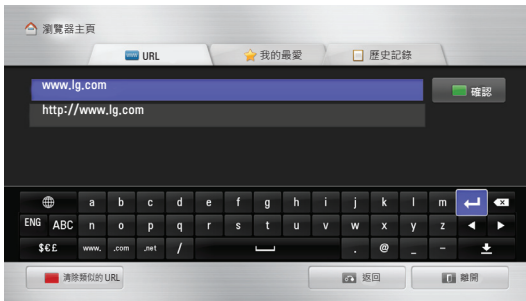 瀏覽器主頁
URL 我的最愛 歷史記錄
www.lg.com 確認
http://www.lg.com
a b c d e f g h i j k l m
ENG ABC n o p q r s t u v w x y z
$€£ www. .com .net / . @ _ -
清除類似的 URL 返回 離開